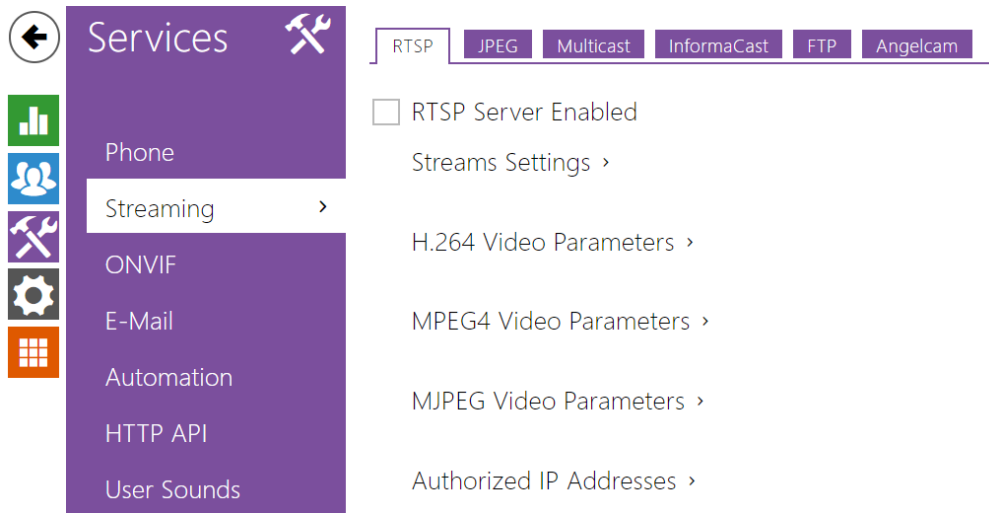 Services
Phone
Streaming
ONVIF
E-Mail
Automation
HTTP API
User Sounds
RTSP JPEG Multicast InformaCast FTP Angelcam
RTSP Server Enabled
Streams Settings
H.264 Video Parameters
MPEG4 Video Parameters
MJPEG Video Parameters
Authorized IP Addresses